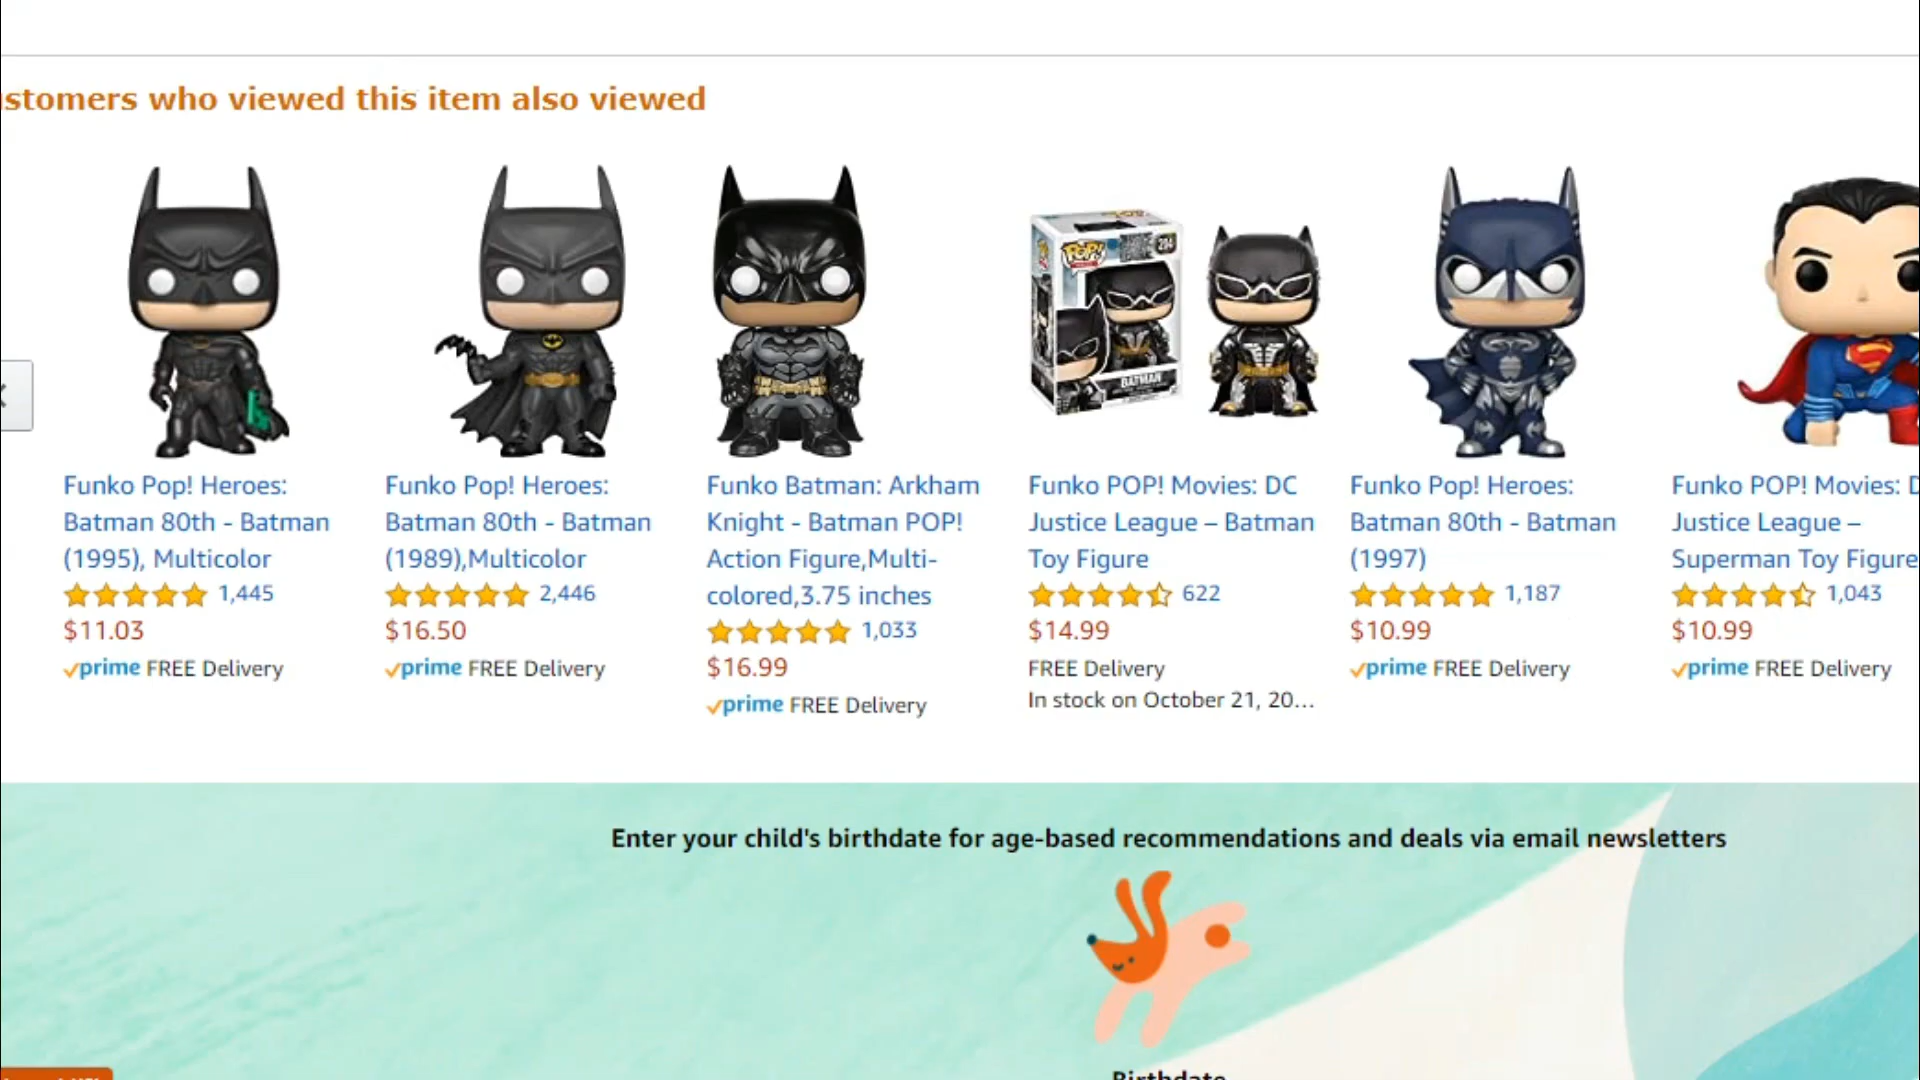 stomers who viewed this item also viewed
POP!
204
BATMAN
Funko Pop! Heroes:
Batman 80th - Batman
(1995), Multicolor
1,445
$11.03
prime FREE Delivery
Funko Pop! Heroes:
Batman 80th - Batman
(1989),Multicolor
2,446
$16.50
prime FREE Delivery
Funko Batman: Arkham
Knight - Batman POP!
Action Figure,Multi-
colored,3.75 inches
1,033
$16.99
prime FREE Delivery
Funko POP! Movies: DC
Justice League – Batman
Toy Figure
622
$14.99
FREE Delivery
In stock on October 21, 20...
Funko Pop! Heroes:
Batman 80th - Batman
(1997)
1,187
$10.99
prime FREE Delivery
Funko POP! Movies: D
Justice League –
Superman Toy Figure
1,043
$10.99
prime FREE Delivery
Enter your child's birthdate for age-based recommendations and deals via email newsletters
Birthdate